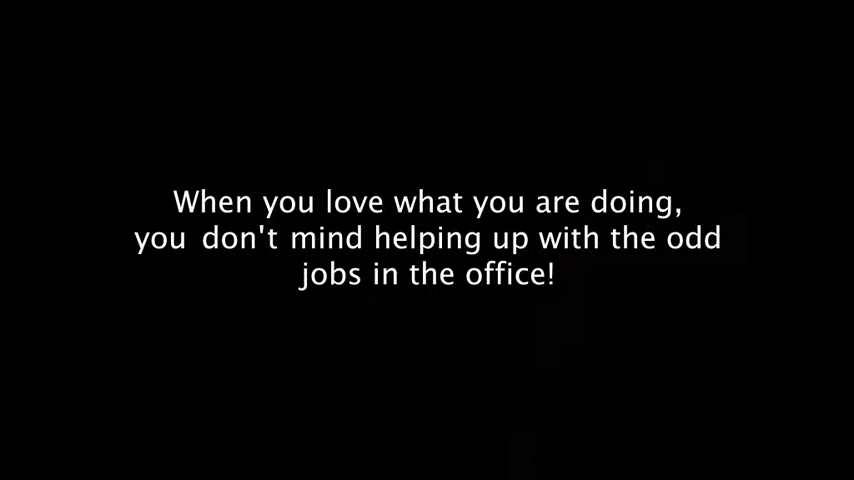 When you love what you are doing,
you don't mind helping up with the odd
jobs in the office!